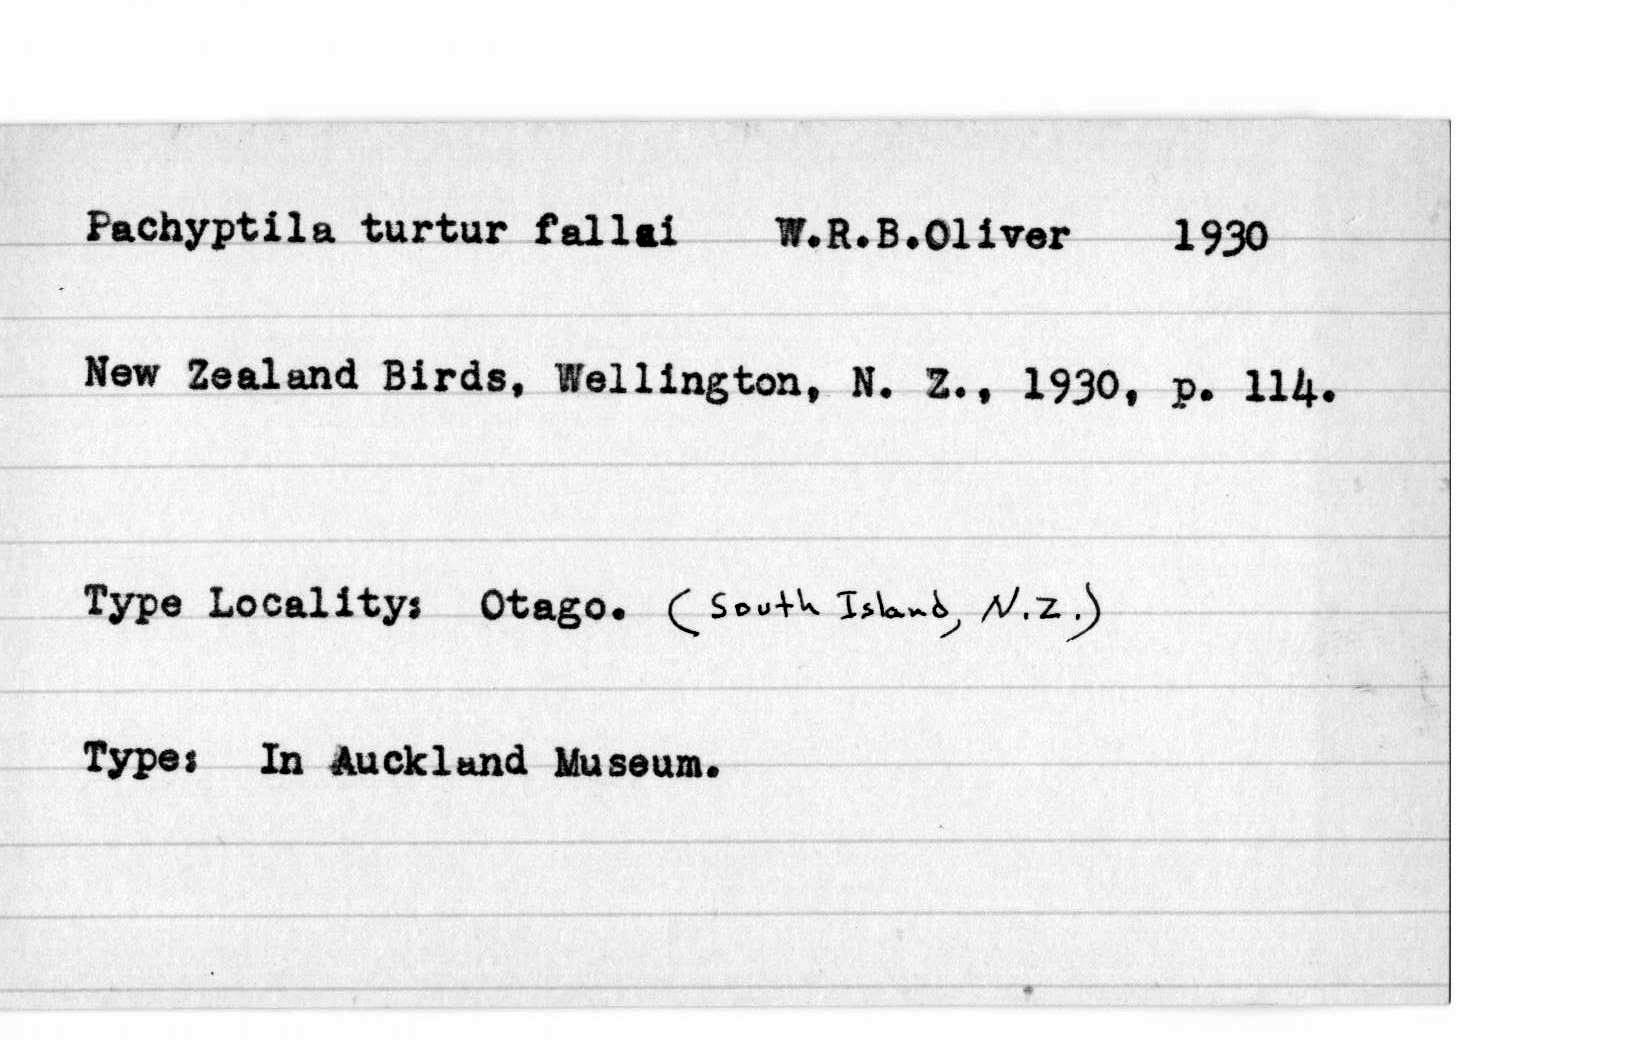 Pachyptila turtur fallai W.R.B.Oliver 1930
New Zealand Birds, Wellington, N. Z., 1930, p. 114.
Type Locality: Otago. (South Island, N.Z.)
Type: In Auckland Museum.